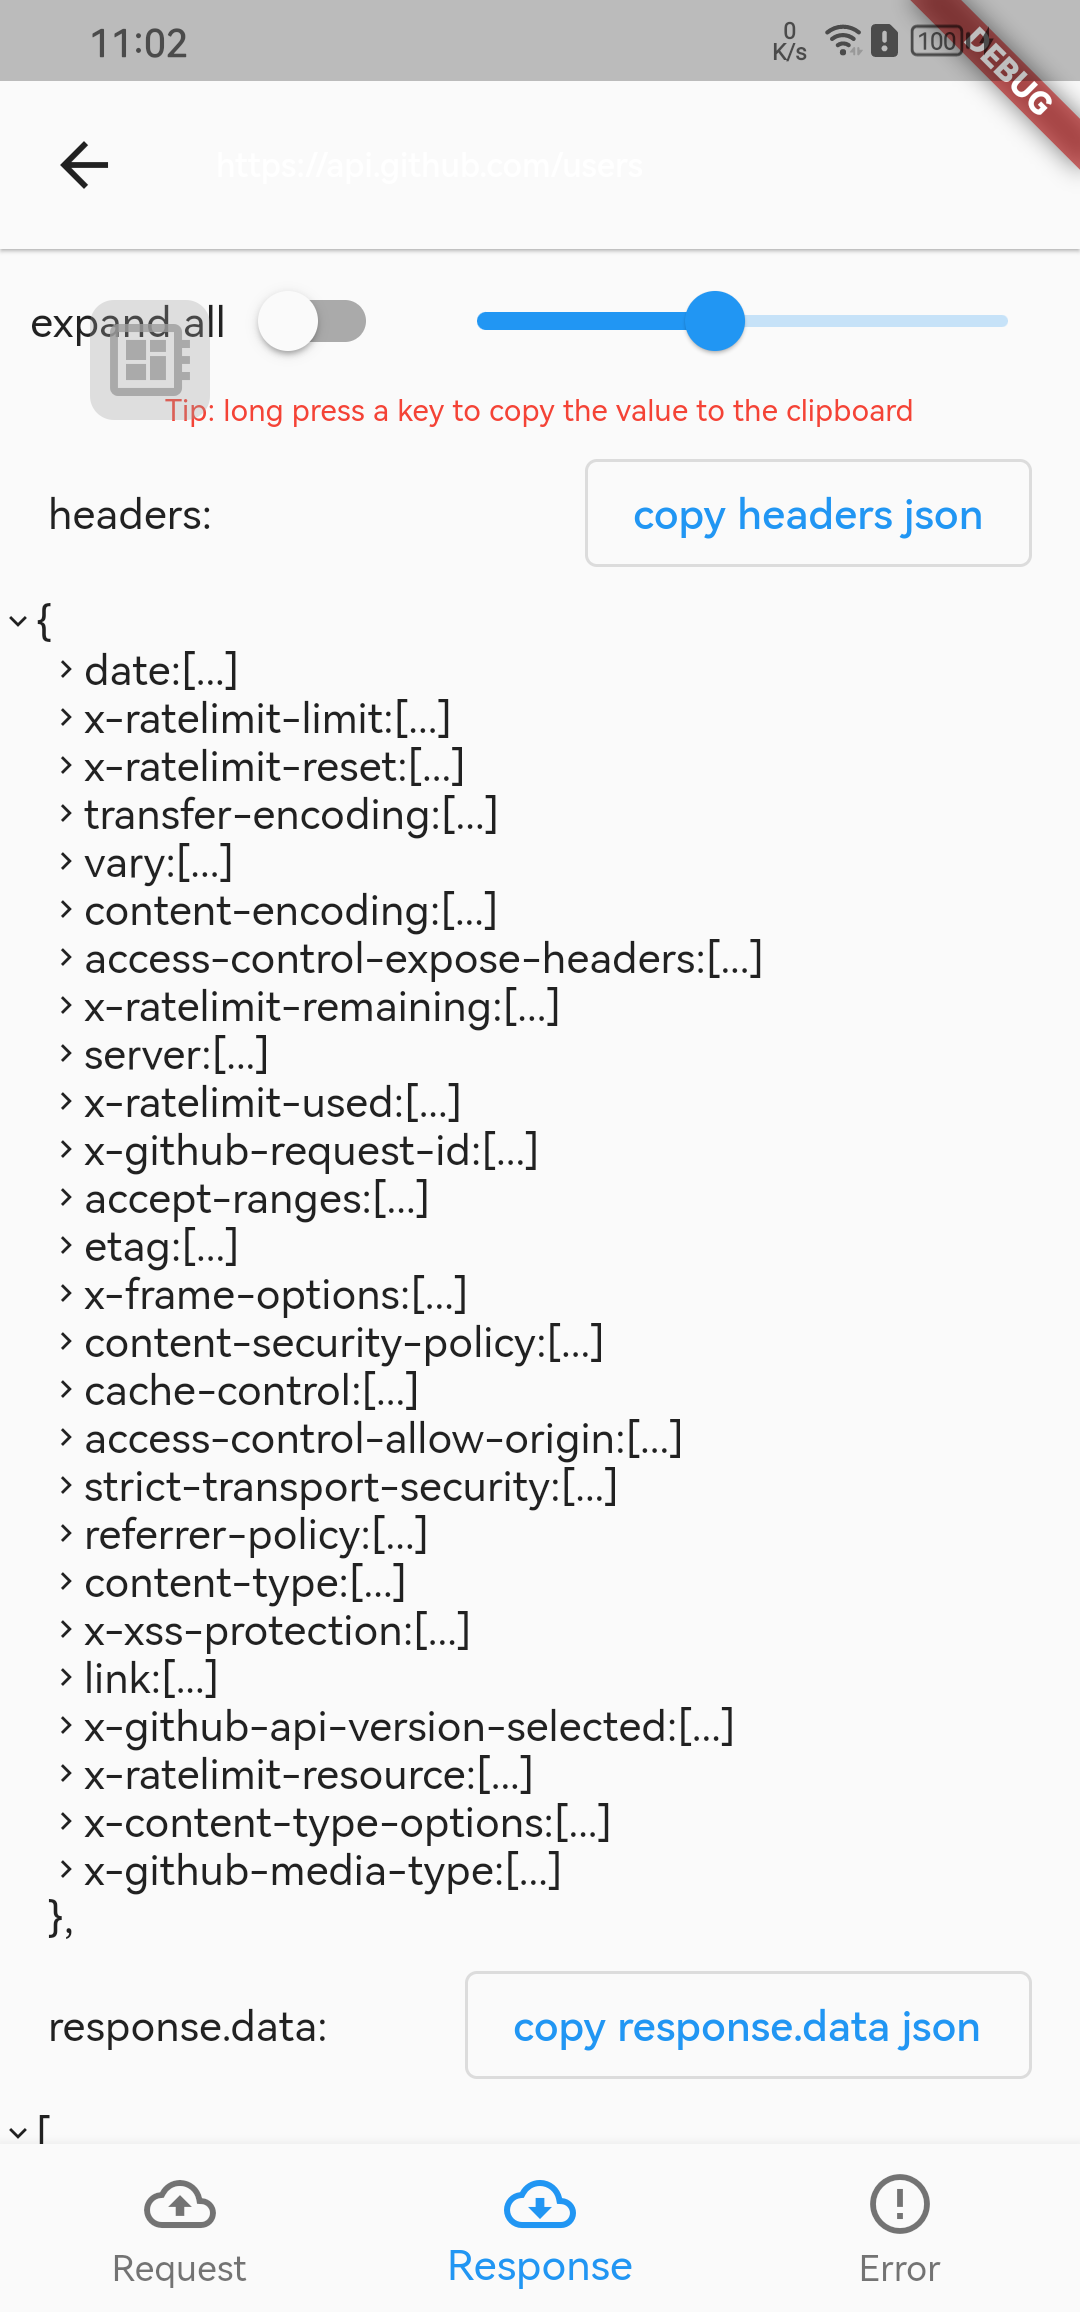 11:02
0
K/s
100
DEBUG
https://api.github.com/users
expand all
Tip: long press a key to copy the value to the clipboard
headers:
copy headers json
{
date:[...]
x-ratelimit-limit:[...]
x-ratelimit-reset:[...]
transfer-encoding:[...]
vary:[...]
content-encoding:[...]
access-control-expose-headers:[...]
x-ratelimit-remaining:[...]
server:[...]
x-ratelimit-used:[...]
x-github-request-id:[...]
accept-ranges:[...]
etag:[...]
x-frame-options:[...]
content-security-policy:[...]
cache-control:[...]
access-control-allow-origin:[...]
strict-transport-security:[...]
referrer-policy:[...]
content-type:[...]
x-xss-protection:[...]
link:[...]
x-github-api-version-selected:[...]
x-ratelimit-resource:[...]
x-content-type-options:[...]
x-github-media-type:[...]
},
response.data:
copy response.data json
[
Request
Response
Error